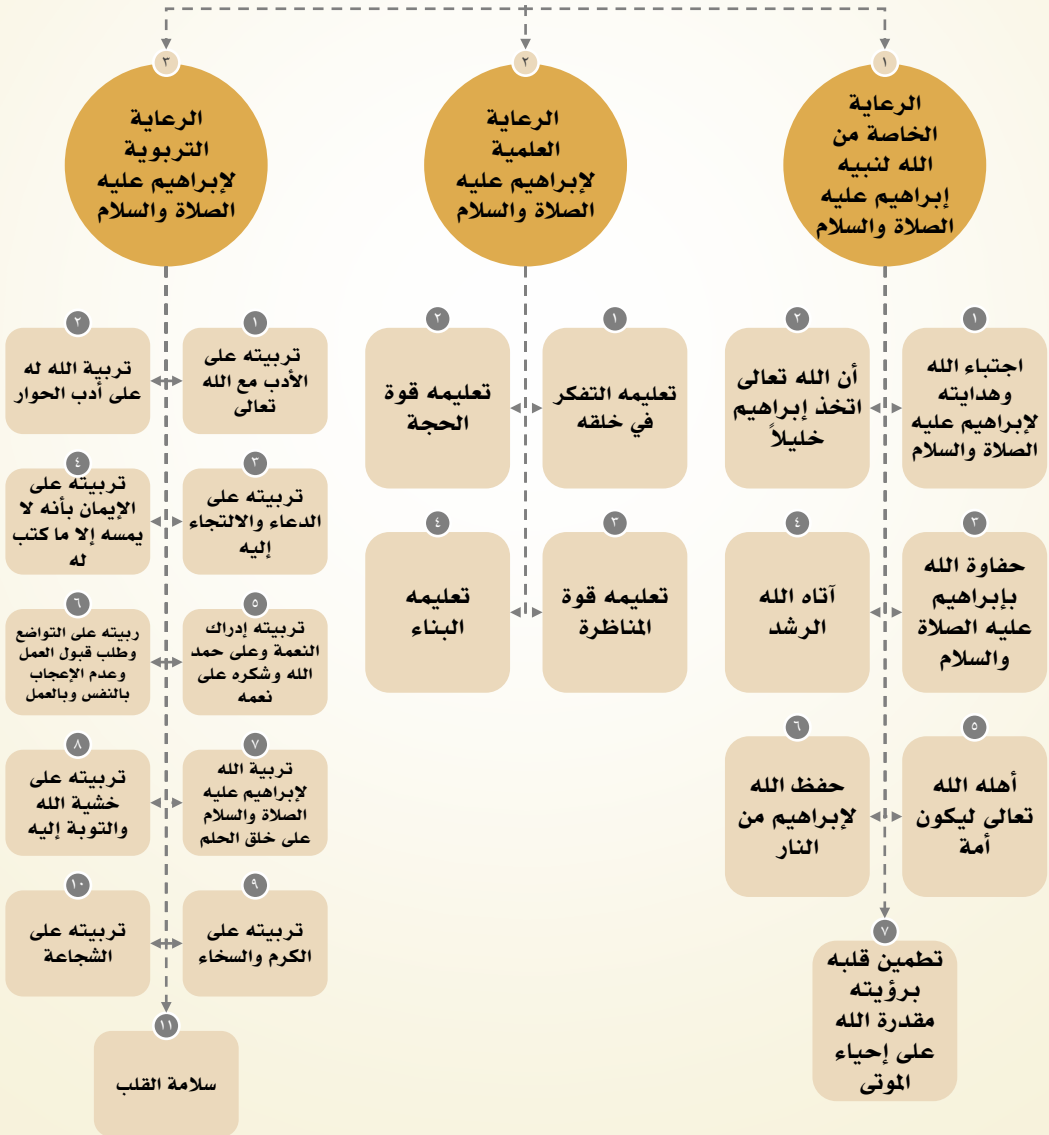 ١
الرعاية
الخاصة من
الله لنبيه
إبراهيم عليه
الصلاة والسلام
١
اجتباء الله
وهدايته
لإبراهيم عليه
الصلاة والسلام
٢
أن الله تعالى
اتخذ إبراهيم
خليلاً
٣
حفاوة الله
بإبراهيم
عليه الصلاة
والسلام
٤
آتاه الله
الرشد
٥
أهله الله
تعالى ليكون
أمة
٦
حفظ الله
لإبراهيم من
النار
٧
تطمين قلبه
برؤيته
مقدرة الله
على إحياء
الموتى
٢
الرعاية
العلمية
لإبراهيم عليه
الصلاة والسلام
١
تعليمه التفكر
في خلقه
٢
تعليمه قوة
الحجة
٣
تعليمه قوة
المناظرة
٤
تعليمه
البناء
٣
الرعاية
التربوية
لإبراهيم عليه
الصلاة والسلام
١
تربيته على
الأدب مع الله
تعالى
٢
تربية الله له
على أدب الحوار
٣
تربيته على
الدعاء والالتجاء
إليه
٤
تربيته على
الإيمان بأنه لا
يمسه إلا ما كتب
له
٥
تربيته إدراك
النعمة وعلى حمد
الله وشكره على
نعمه
٦
ربيته على التواضع
وطلب قبول العمل
وعدم الإعجاب
بالنفس وبالعمل
٧
تربية الله
لإبراهيم عليه
الصلاة والسلام
على خلق الحلم
٨
تربيته على
خشية الله
والتوبة إليه
٩
تربيته على
الكرم والسخاء
١٠
تربيته على
الشجاعة
١١
سلامة القلب